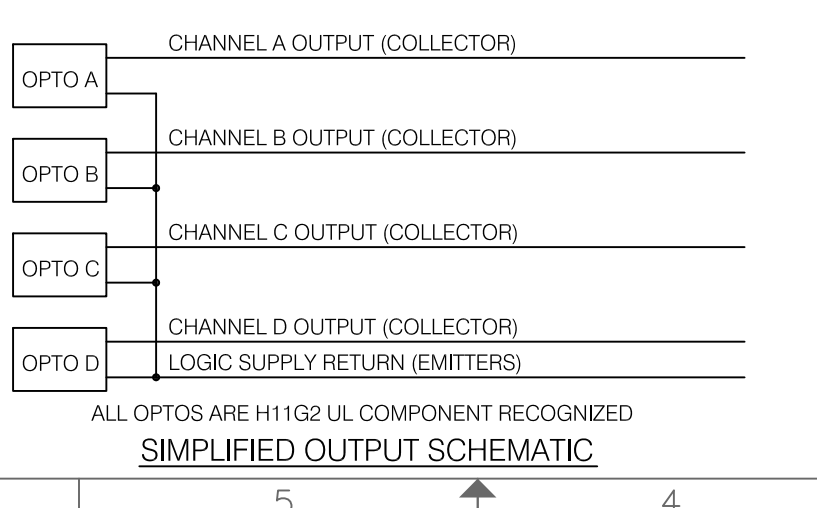 CHANNEL A OUTPUT (COLLECTOR)
OPTO A
CHANNEL B OUTPUT (COLLECTOR)
OPTO B
CHANNEL C OUTPUT (COLLECTOR)
OPTO C
CHANNEL D OUTPUT (COLLECTOR)
OPTO D
LOGIC SUPPLY RETURN (EMITTERS)
ALL OPTOS ARE H11G2 UL COMPONENT RECOGNIZED
SIMPLIFIED OUTPUT SCHEMATIC
5 4